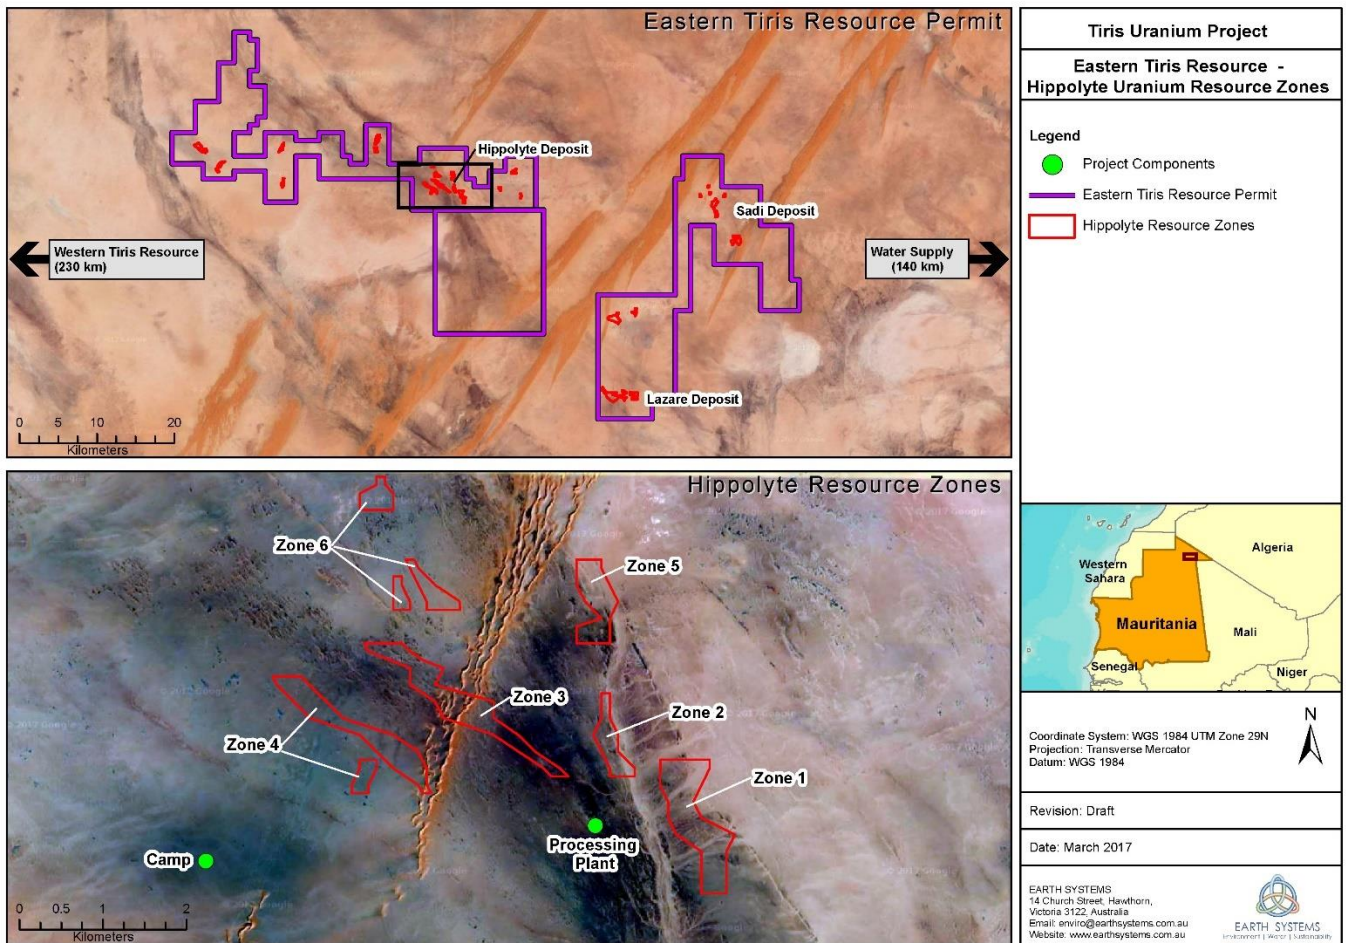 Eastern Tiris Resource Permit
Hippolyte Deposit
Sadi Deposit
Western Tiris Resource
(230 km)
Water Supply
(140 km)
Lazare Deposit
0 5 10 20
Kilometers
Hippolyte Resource Zones
Zone 6
Zone 5
Zone 3
Zone 2
Zone 4
Zone 1
Processing
Plant
Camp
0 0.5 1 2
Kilometers
Tiris Uranium Project
Eastern Tiris Resource -
Hippolyte Uranium Resource Zones
Legend
Project Components
Eastern Tiris Resource Permit
Hippolyte Resource Zones
Algeria
Western
Sahara
Mauritania
Mali
Senegal
Niger
N
Coordinate System: WGS 1984 UTM Zone 29N
Projection: Transverse Mercator
Datum: WGS 1984
Revision: Draft
Date: March 2017
EARTH SYSTEMS
14 Church Street, Hawthorn,
Victoria 3122, Australia
Email: enviro@earthsystems.com.au
Website: www.earthsystems.com.au
EARTH SYSTEMS
Environment | Water | Sustainability